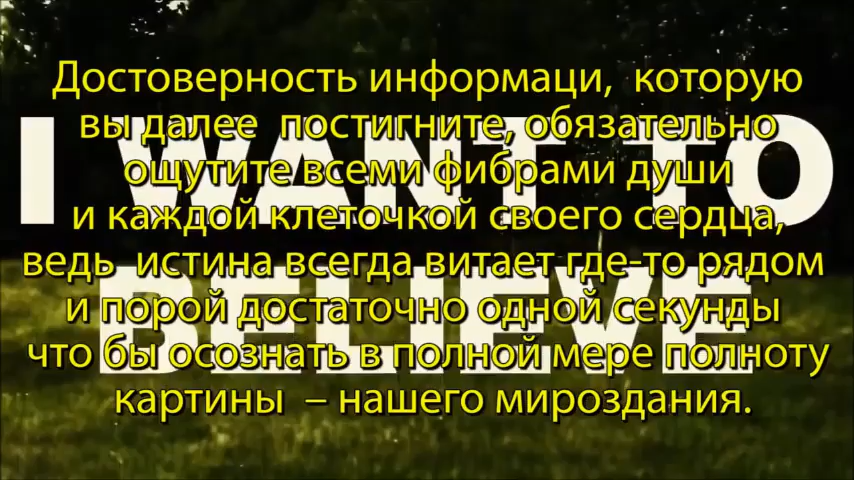 Достоверность информаци, которую
вы далее постигните, обязательно
ощутите всеми фибрами души
и каждой клеточкой своего сердца,
ведь истина всегда витает где-то рядом
и порой достаточно одной секунды
что бы осознать в полной мере полноту
картины – нашего мироздания.
I WANT TO
BELIEVE